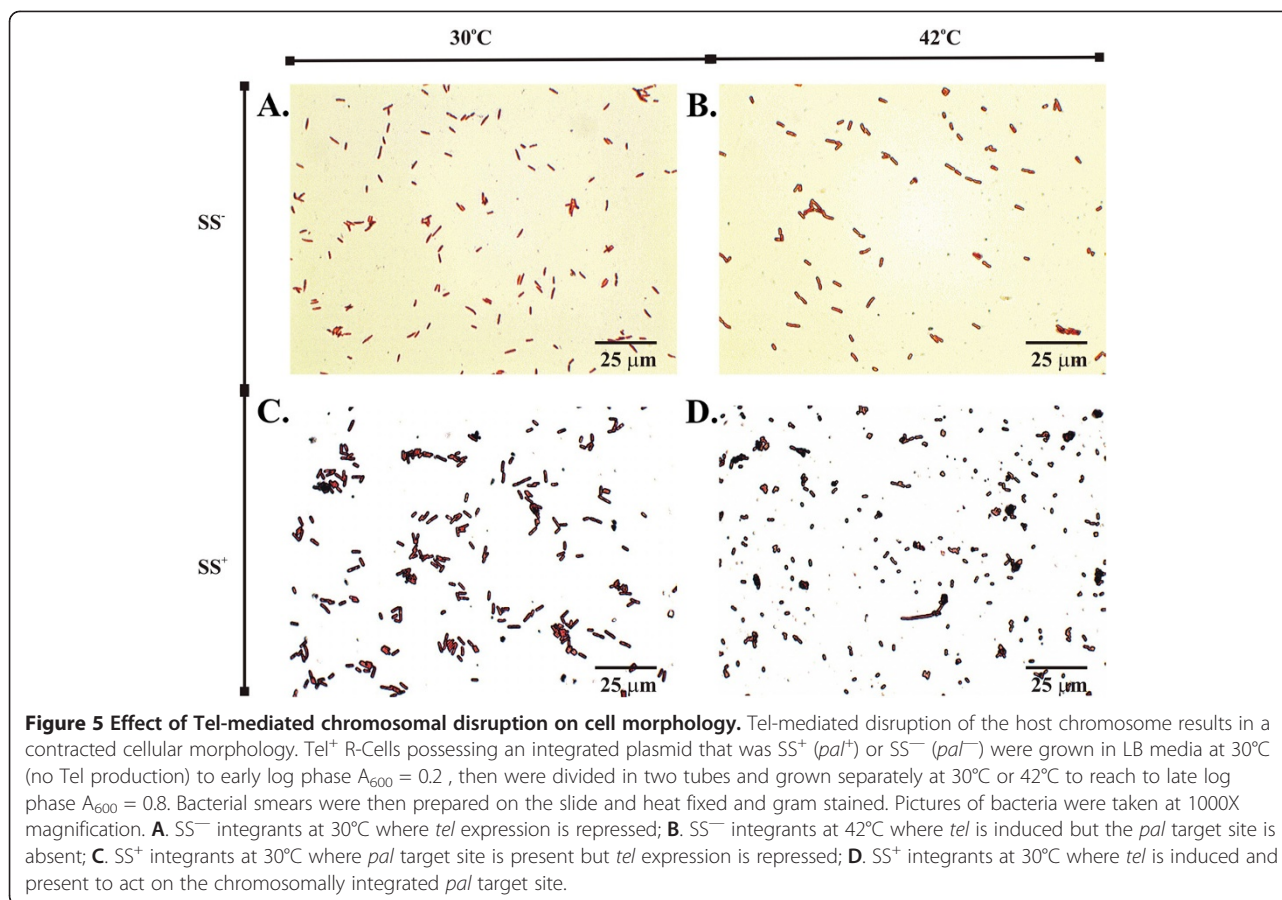 30°C
42°C
A.
B.
SS⁻
25 μm
25 μm
C.
D.
SS⁺
25 μm
25 μm
Figure 5 Effect of Tel-mediated chromosomal disruption on cell morphology. Tel-mediated disruption of the host chromosome results in a
contracted cellular morphology. Tel⁺ R-Cells possessing an integrated plasmid that was SS⁺ (pal⁺) or SS⁻ (pal⁻) were grown in LB media at 30°C
(no Tel production) to early log phase A₆₀₀ = 0.2 , then were divided in two tubes and grown separately at 30°C or 42°C to reach to late log
phase A₆₀₀ = 0.8. Bacterial smears were then prepared on the slide and heat fixed and gram stained. Pictures of bacteria were taken at 1000X
magnification. A. SS⁻ integrants at 30°C where tel expression is repressed; B. SS⁻ integrants at 42°C where tel is induced but the pal target site is
absent; C. SS⁺ integrants at 30°C where pal target site is present but tel expression is repressed; D. SS⁺ integrants at 30°C where tel is induced and
present to act on the chromosomally integrated pal target site.